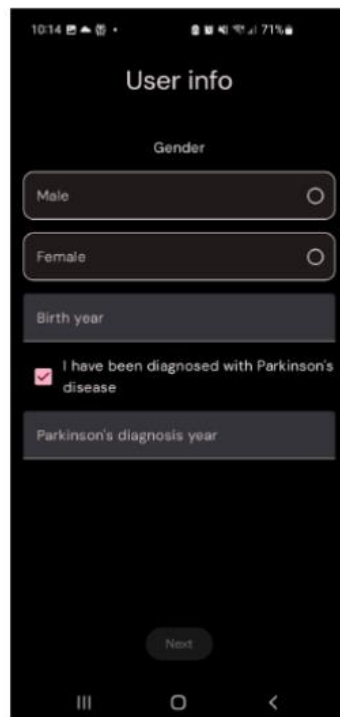 10:14
71%
User info
Gender
Male
Female
Birth year
I have been diagnosed with Parkinson's
disease
Parkinson's diagnosis year
Next